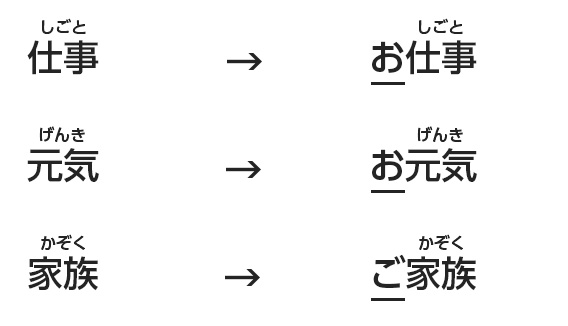 しごと しごと
仕事 → お仕事
げんき げんき
元気 → お元気
かぞく かぞく
家族 → ご家族